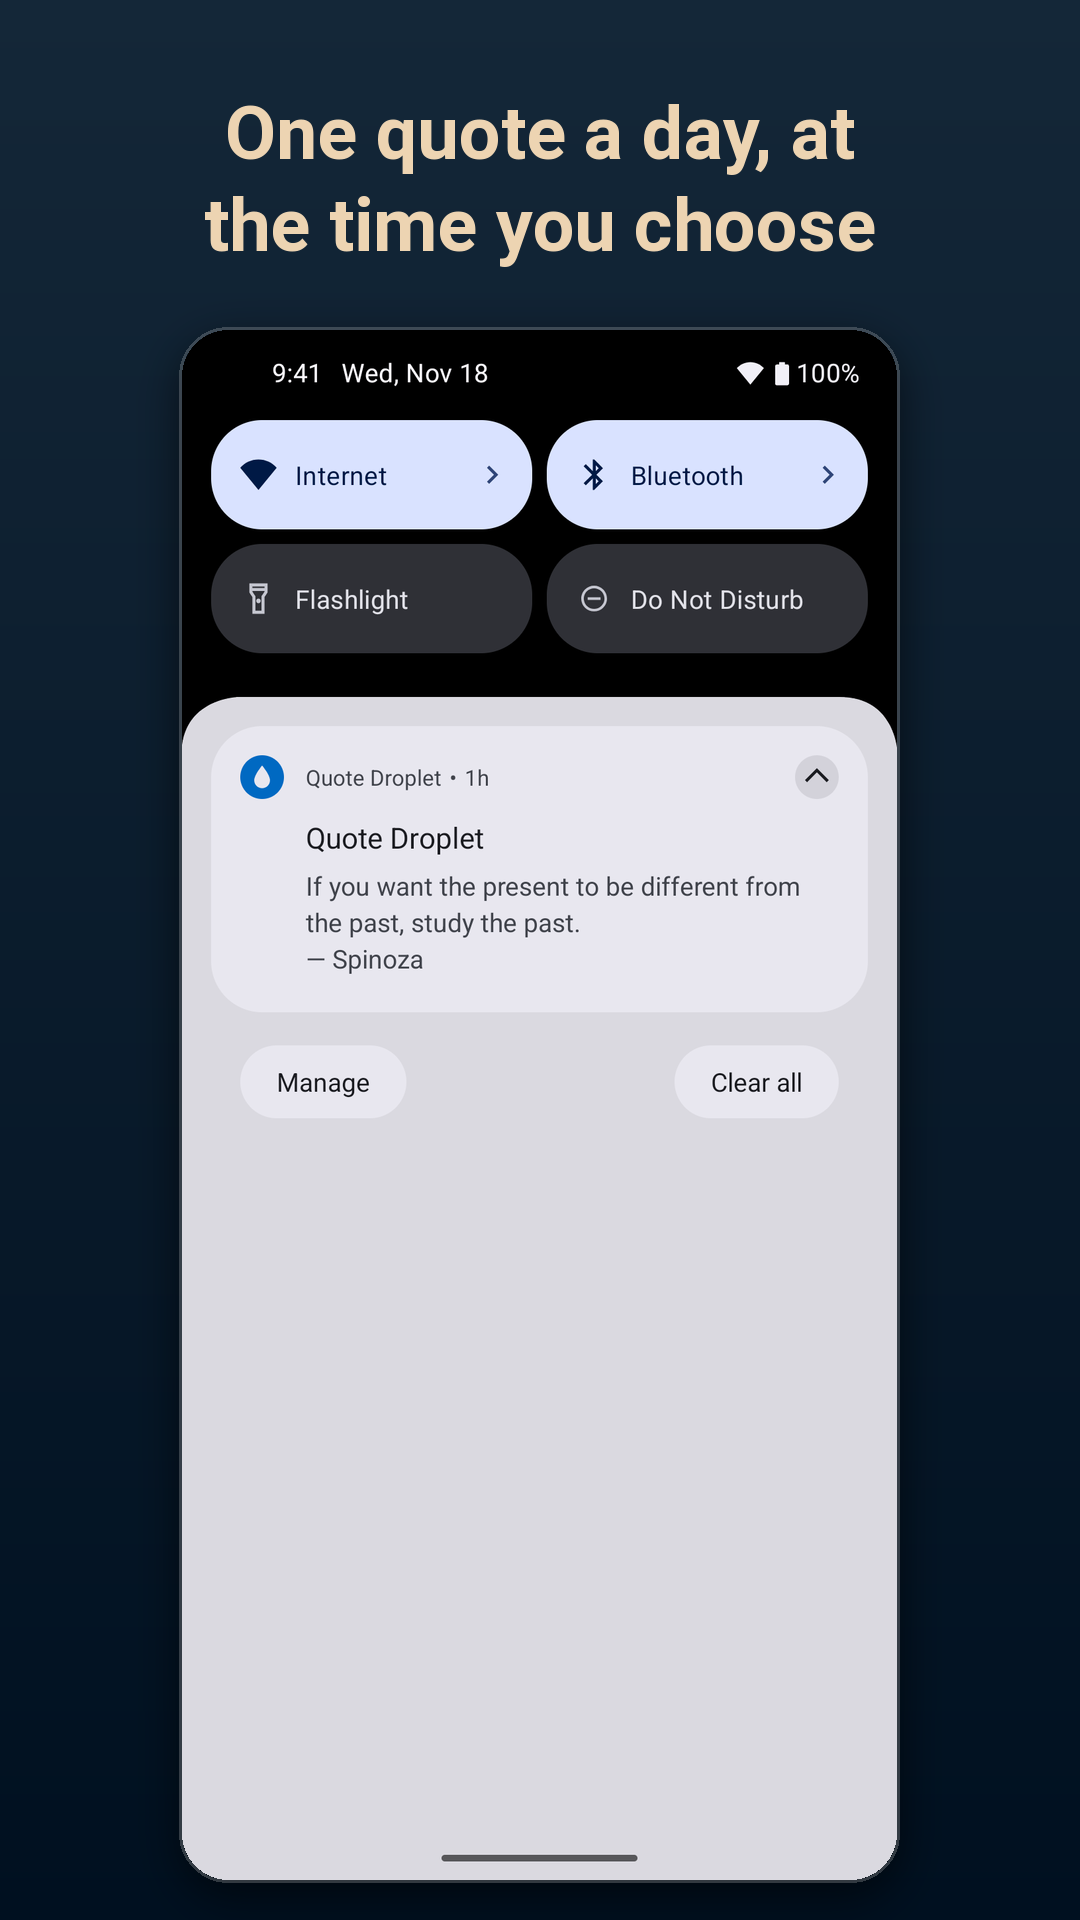 One quote a day, at
the time you choose
9:41 Wed, Nov 18 100%
Internet Bluetooth
Flashlight Do Not Disturb
Quote Droplet • 1h
Quote Droplet
If you want the present to be different from
the past, study the past.
— Spinoza
Manage Clear all